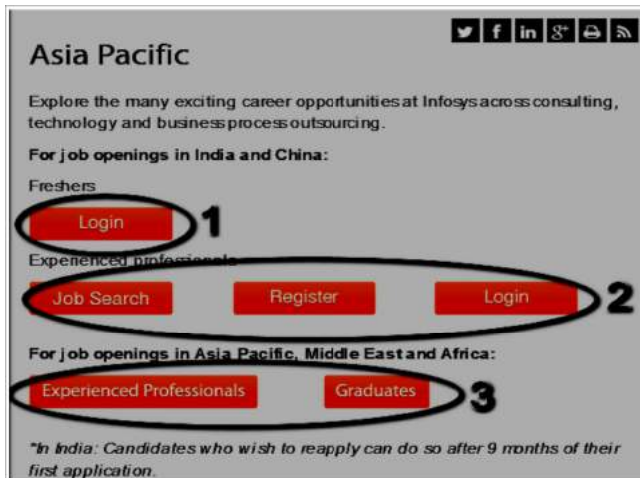 Asia Pacific
Explore the many exciting career opportunities at Infosys across consulting,
technology and business process outsourcing.
For job openings in India and China:
Freshers
Login
1
Experienced professionals
Job Search Register Login
2
For job openings in Asia Pacific, Middle East and Africa:
Experienced Professionals Graduates
3
*In India: Candidates who wish to reapply can do so after 9 months of their
first application.